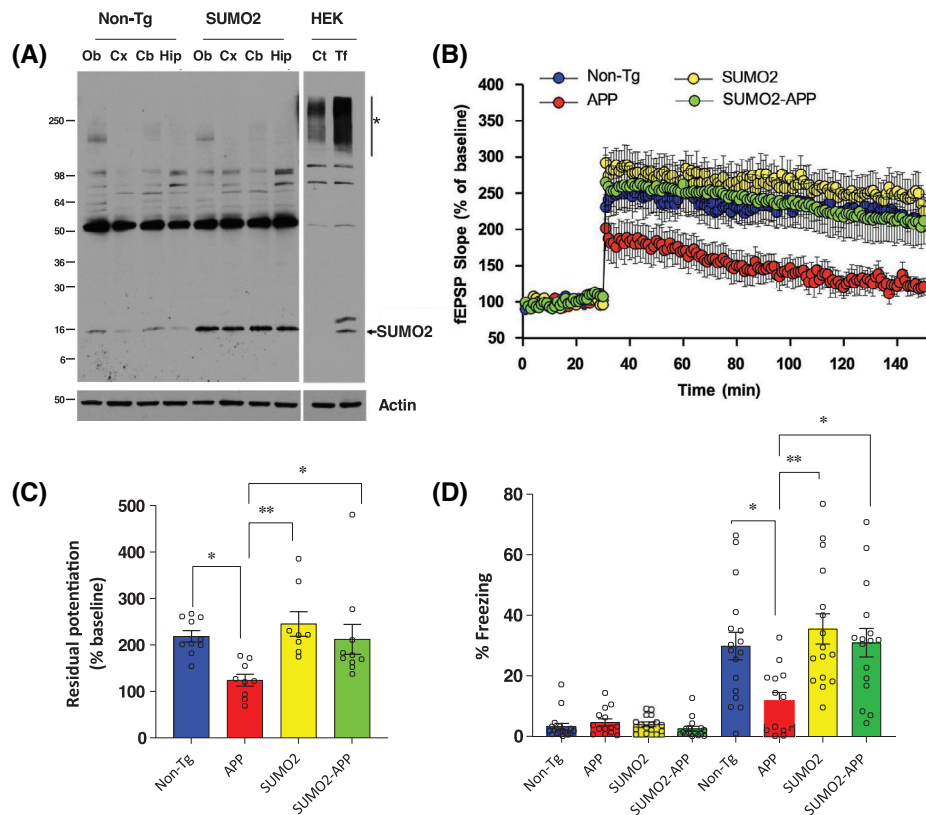 (A)
Non-Tg SUMO2 HEK
Ob Cx Cb Hip Ob Cx Cb Hip Ct Tf
250
98
64
50
36
16
6
*
SUMO2
50
Actin
(B)
Non-Tg SUMO2
APP SUMO2-APP
fEPSP Slope (% of baseline)
400
350
300
250
200
150
100
50
0 20 40 60 80 100 120 140
Time (min)
(C)
Residual potentiation
(% baseline)
500
400
300
200
100
0
* ** *
Non-Tg APP SUMO2 SUMO2-APP
(D)
% Freezing
80
60
40
20
0
* ** *
Non-Tg APP SUMO2 SUMO2-APP Non-Tg APP SUMO2 SUMO2-APP